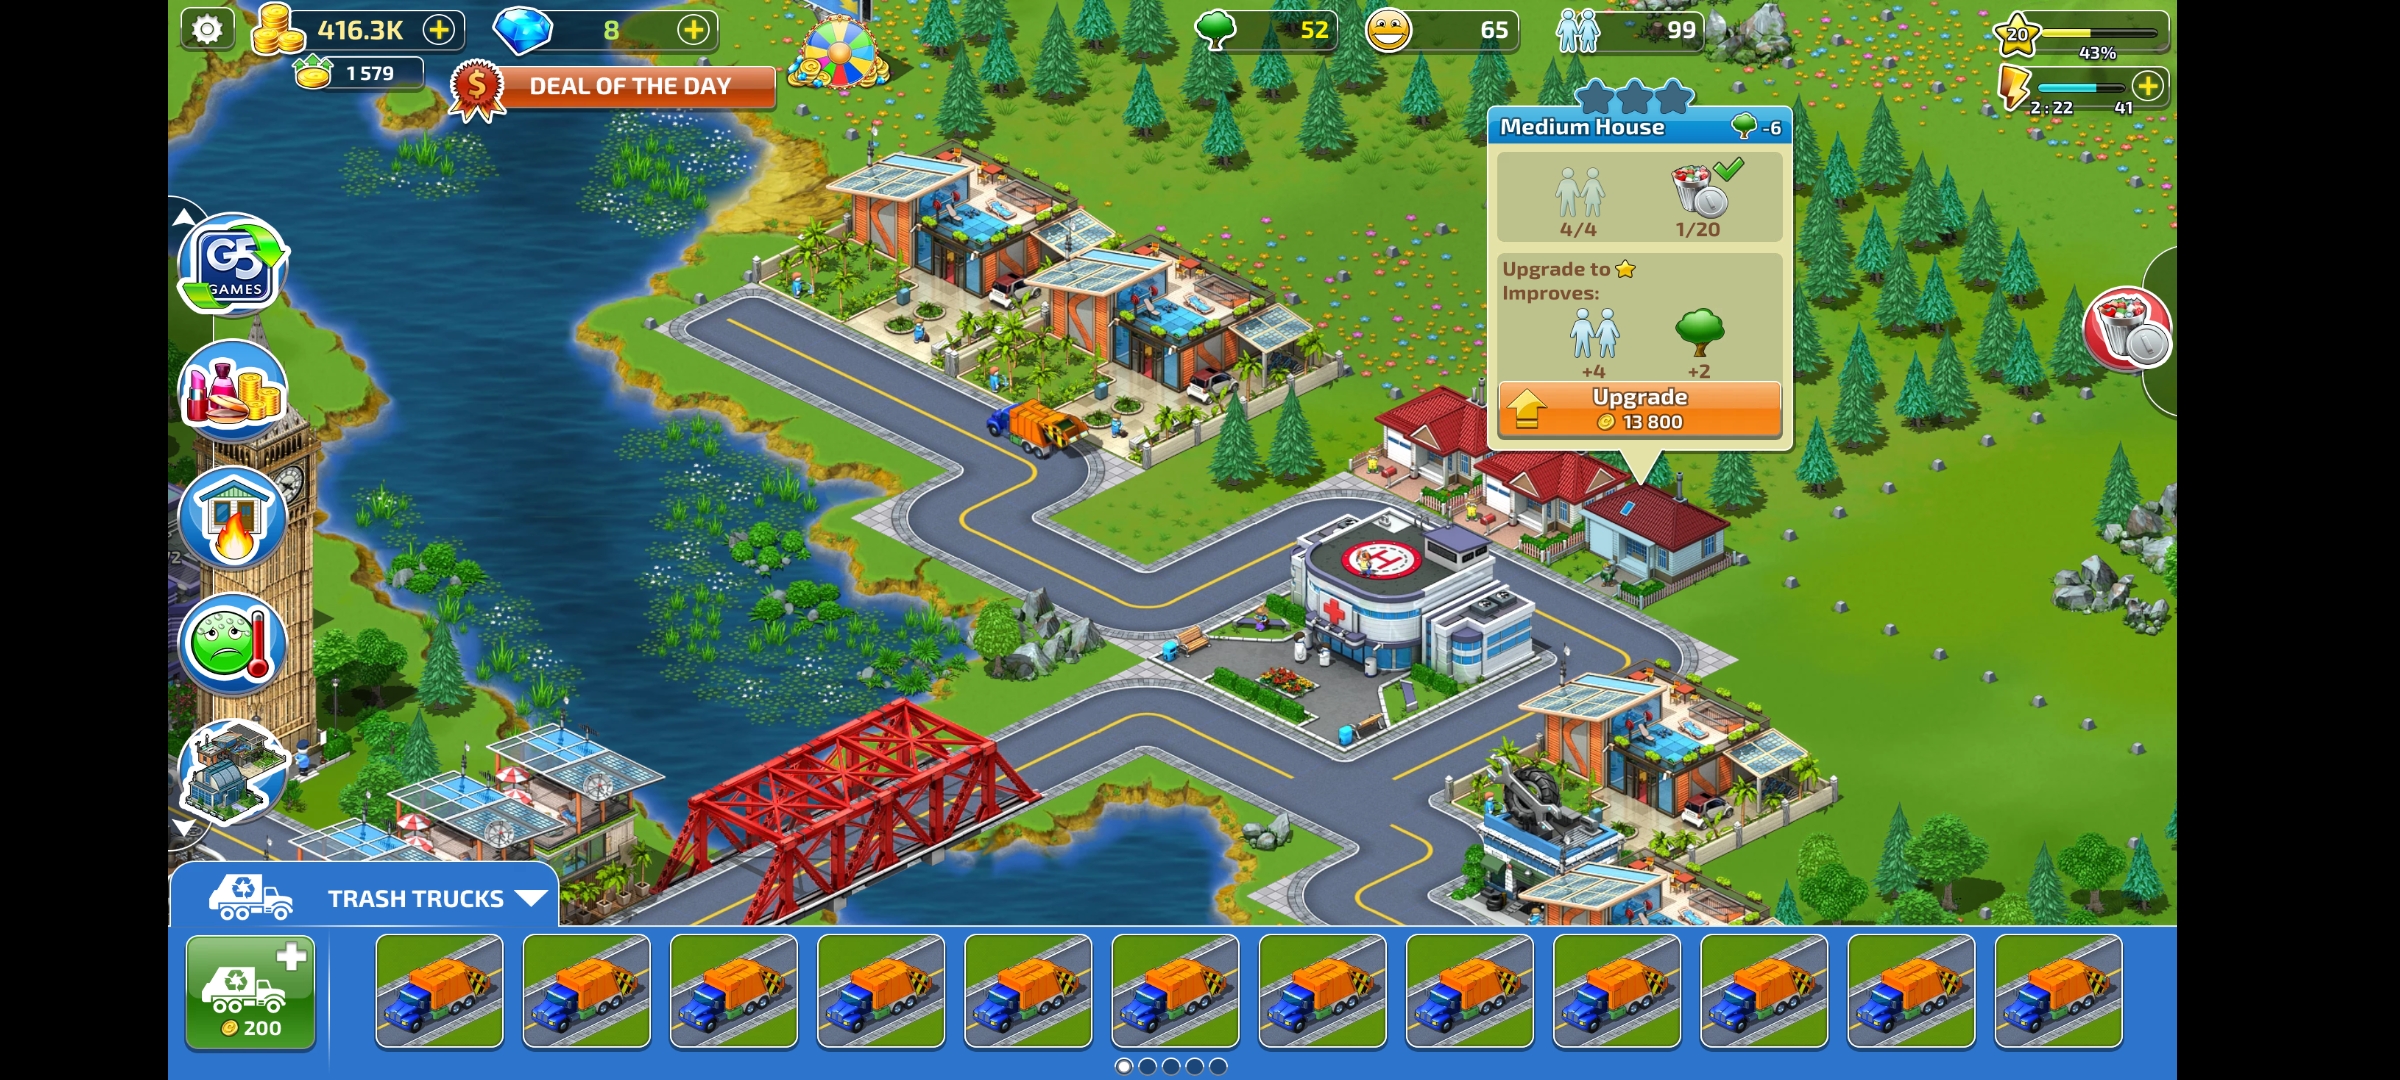 416.3K
8
52
65
99
20
43%
1 579
DEAL OF THE DAY
2:22
41
Medium House
-6
4/4
1/20
Upgrade to
Improves:
+4
+2
Upgrade
13 800
G5
GAMES
H
TRASH TRUCKS
200